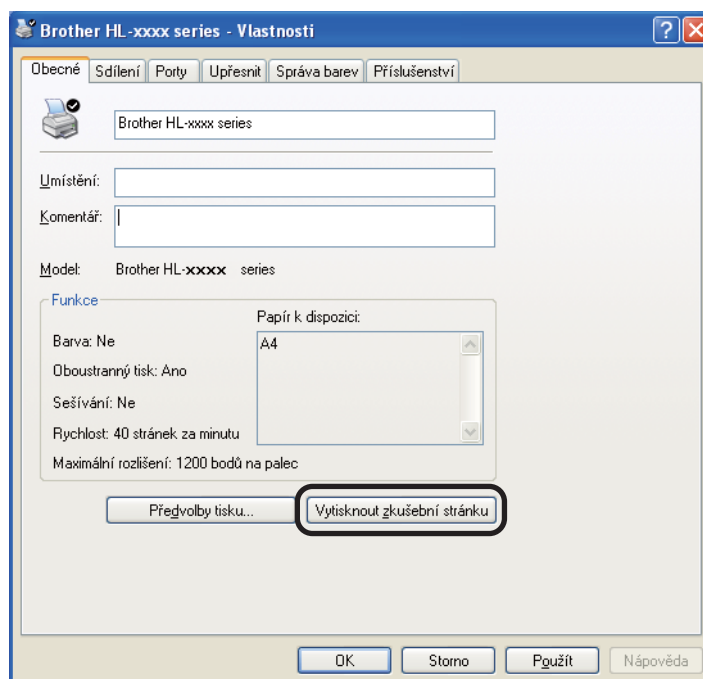 Brother HL-xxxx series - Vlastnosti
Obecné Sdílení Porty Upřesnit Správa barev Příslušenství
Brother HL-xxxx series
Umístění:
Komentář:
Model: Brother HL-xxxx series
Funkce
Papír k dispozici:
Barva: Ne
A4
Oboustranný tisk: Ano
Sešívání: Ne
Rychlost: 40 stránek za minutu
Maximální rozlišení: 1200 bodů na palec
Předvolby tisku... Vytisknout zkušební stránku
OK Storno Použít Nápověda